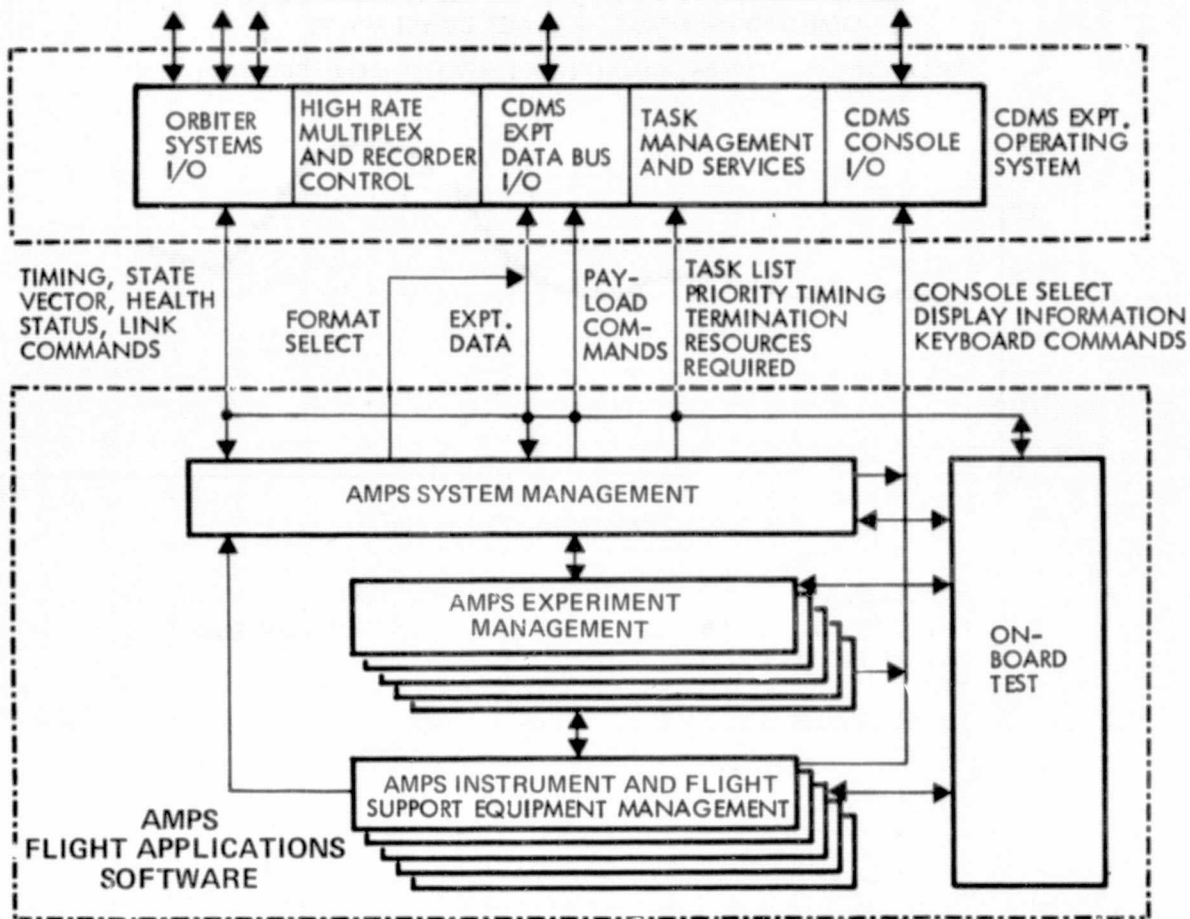 ORBITER
SYSTEMS
I/O
HIGH RATE
MULTIPLEX
AND RECORDER
CONTROL
CDMS
EXPT
DATA BUS
I/O
TASK
MANAGEMENT
AND SERVICES
CDMS
CONSOLE
I/O
CDMS EXPT.
OPERATING
SYSTEM
TIMING, STATE
VECTOR, HEALTH
STATUS, LINK
COMMANDS
FORMAT
SELECT
EXPT.
DATA
PAY-
LOAD
COM-
MANDS
TASK LIST
PRIORITY TIMING
TERMINATION
RESOURCES
REQUIRED
CONSOLE SELECT
DISPLAY INFORMATION
KEYBOARD COMMANDS
AMPS SYSTEM MANAGEMENT
AMPS EXPERIMENT
MANAGEMENT
ON-
BOARD
TEST
AMPS INSTRUMENT AND FLIGHT
SUPPORT EQUIPMENT MANAGEMENT
AMPS
FLIGHT APPLICATIONS
SOFTWARE